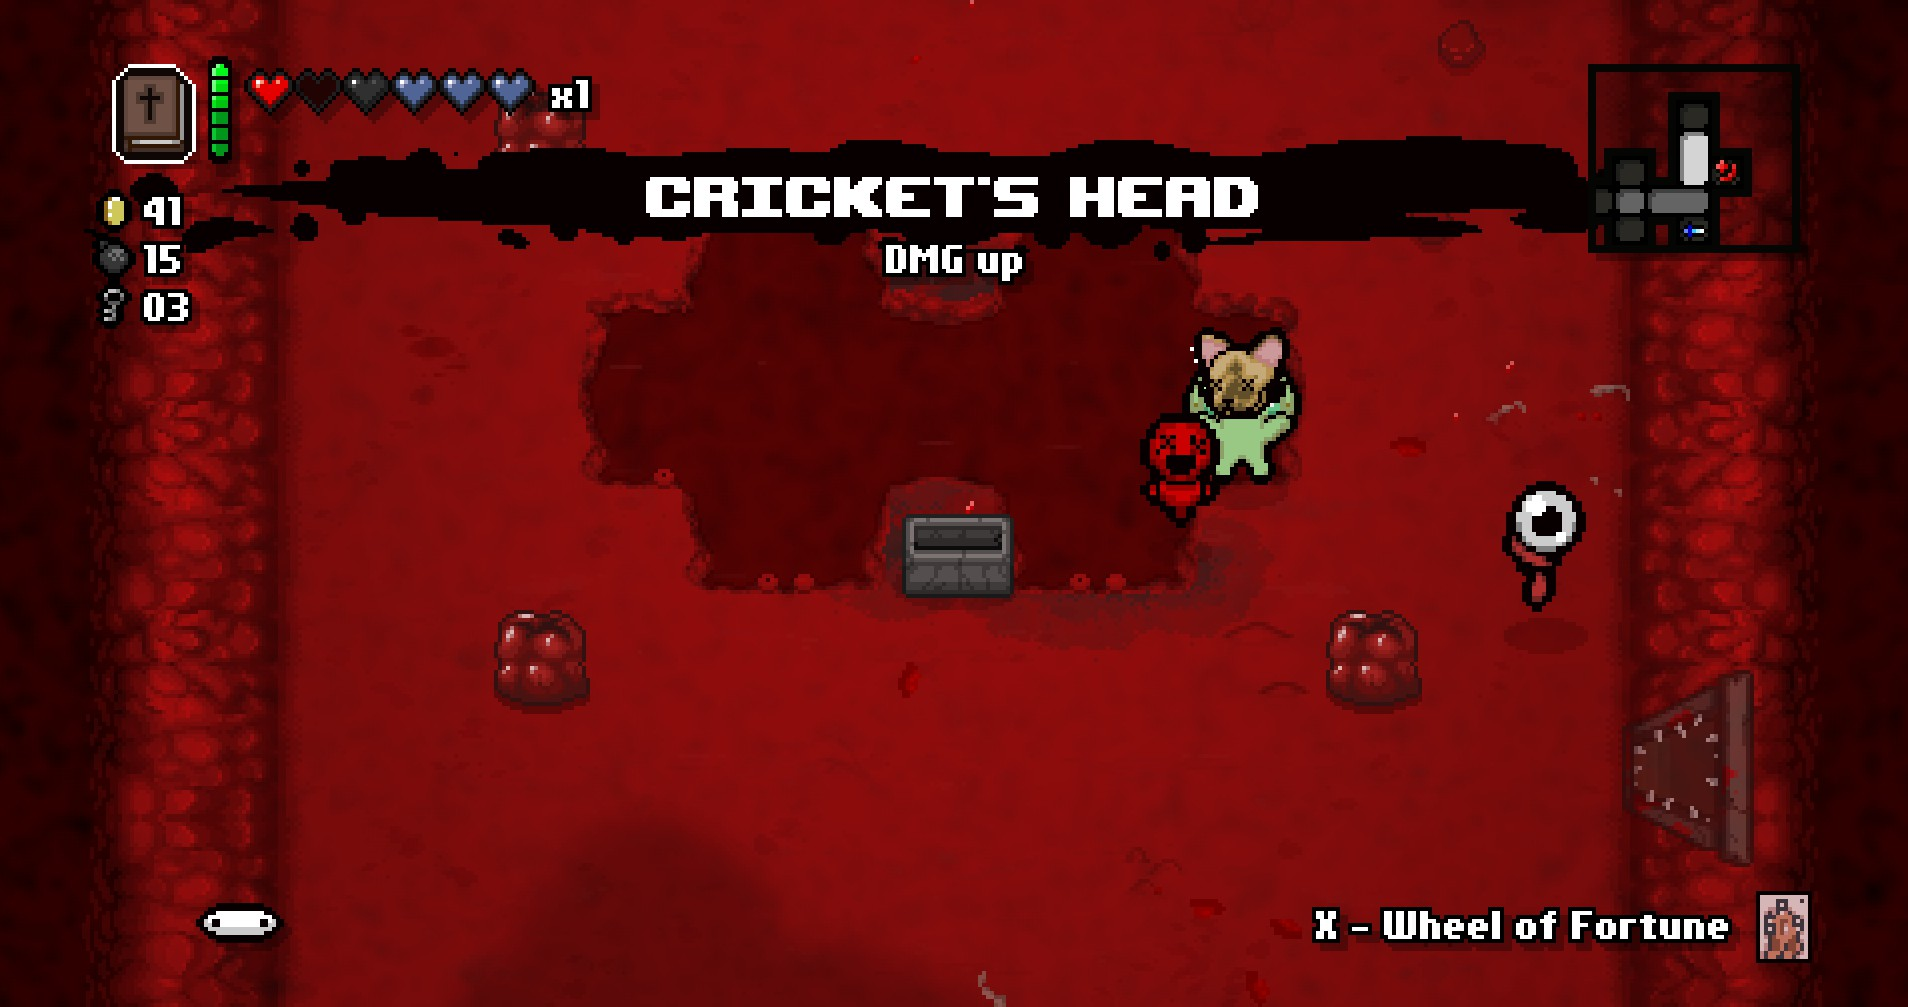 x1
CRICKET'S HEAD
41
DMG up
15
03
X - Wheel of Fortune